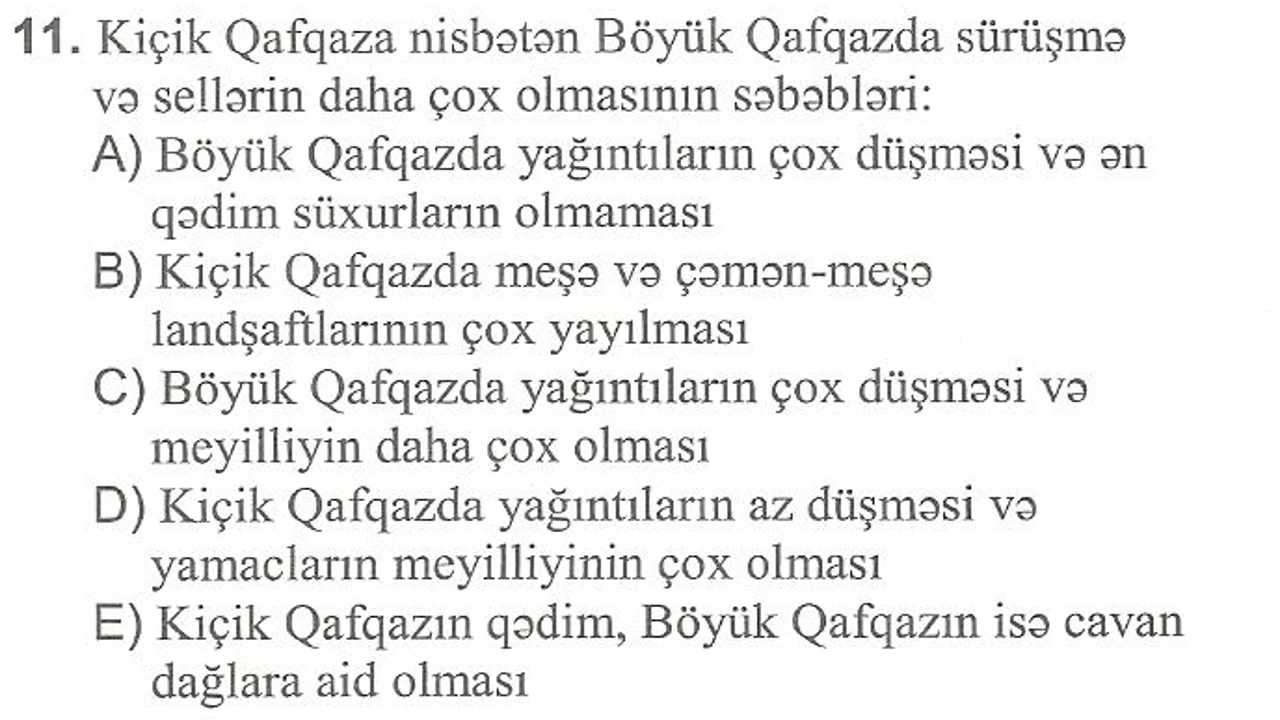 11. Kiçik Qafqaza nisbətən Böyük Qafqazda sürüşmə
və sellərin daha çox olmasının səbəbləri:
A) Böyük Qafqazda yağıntıların çox düşməsi və ən
qədim süxurların olmaması
B) Kiçik Qafqazda meşə və çəmən-meşə
landşaftlarının çox yayılması
C) Böyük Qafqazda yağıntıların çox düşməsi və
meyilliyin daha çox olması
D) Kiçik Qafqazda yağıntıların az düşməsi və
yamacların meyilliyinin çox olması
E) Kiçik Qafqazın qədim, Böyük Qafqazın isə cavan
dağlara aid olması